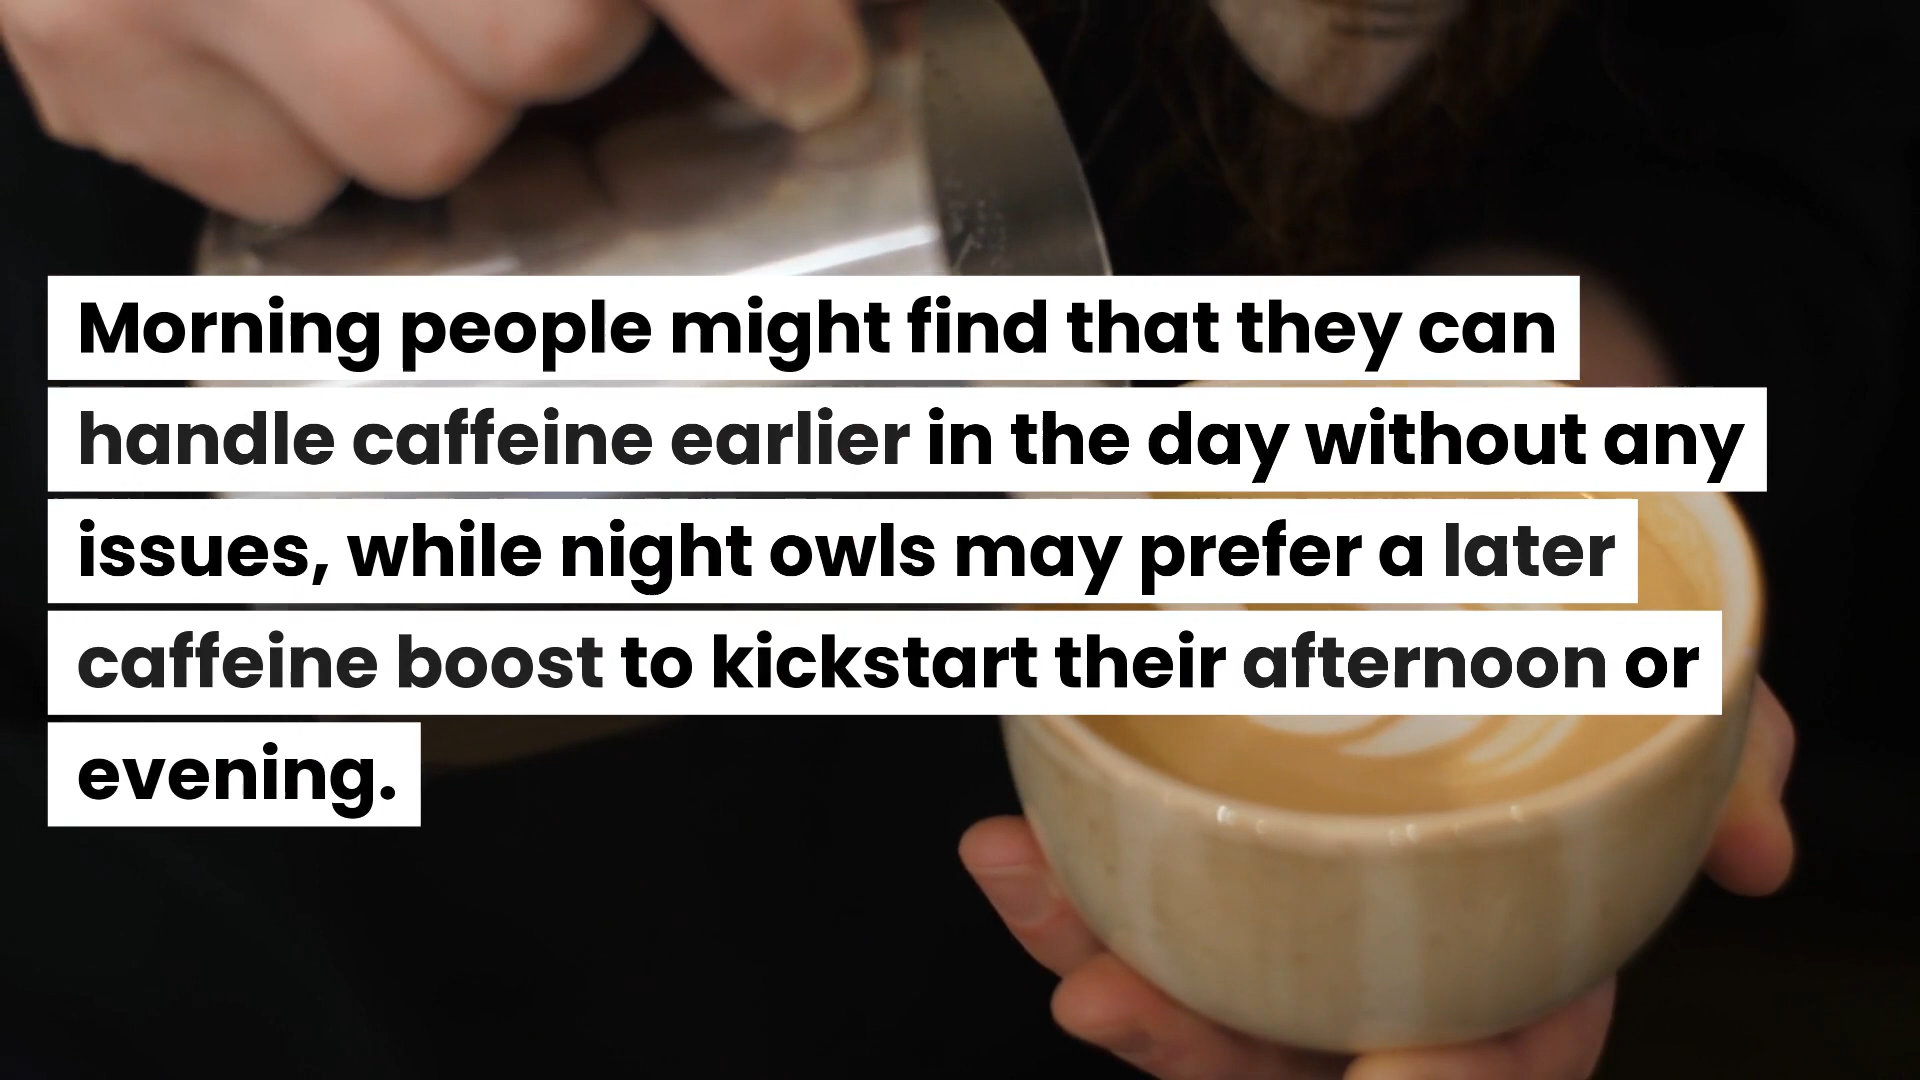 Morning people might find that they can
handle caffeine earlier in the day without any
issues, while night owls may prefer a later
caffeine boost to kickstart their afternoon or
evening.